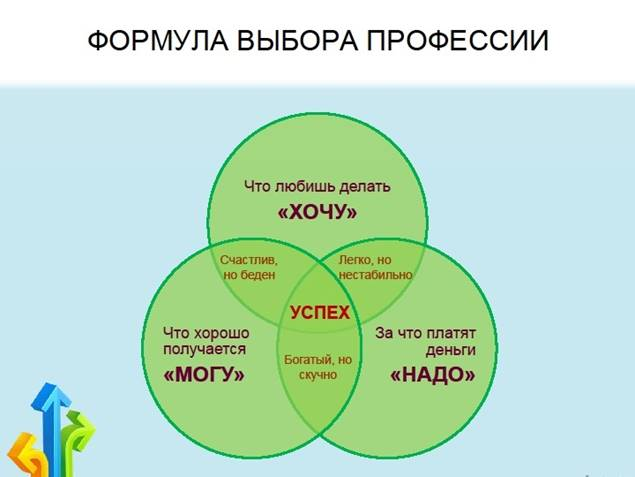 ФОРМУЛА ВЫБОРА ПРОФЕССИИ
Что любишь делать
«ХОЧУ»
Счастлив,
но беден
Легко, но
нестабильно
УСПЕХ
Что хорошо
получается
«МОГУ»
За что платят
деньги
«НАДО»
Богатый, но
скучно